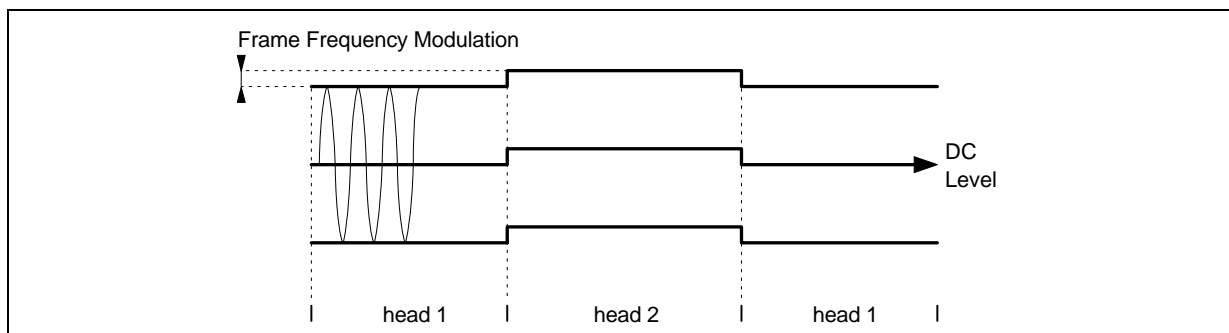 Frame Frequency Modulation
DC
Level
head 1
head 2
head 1